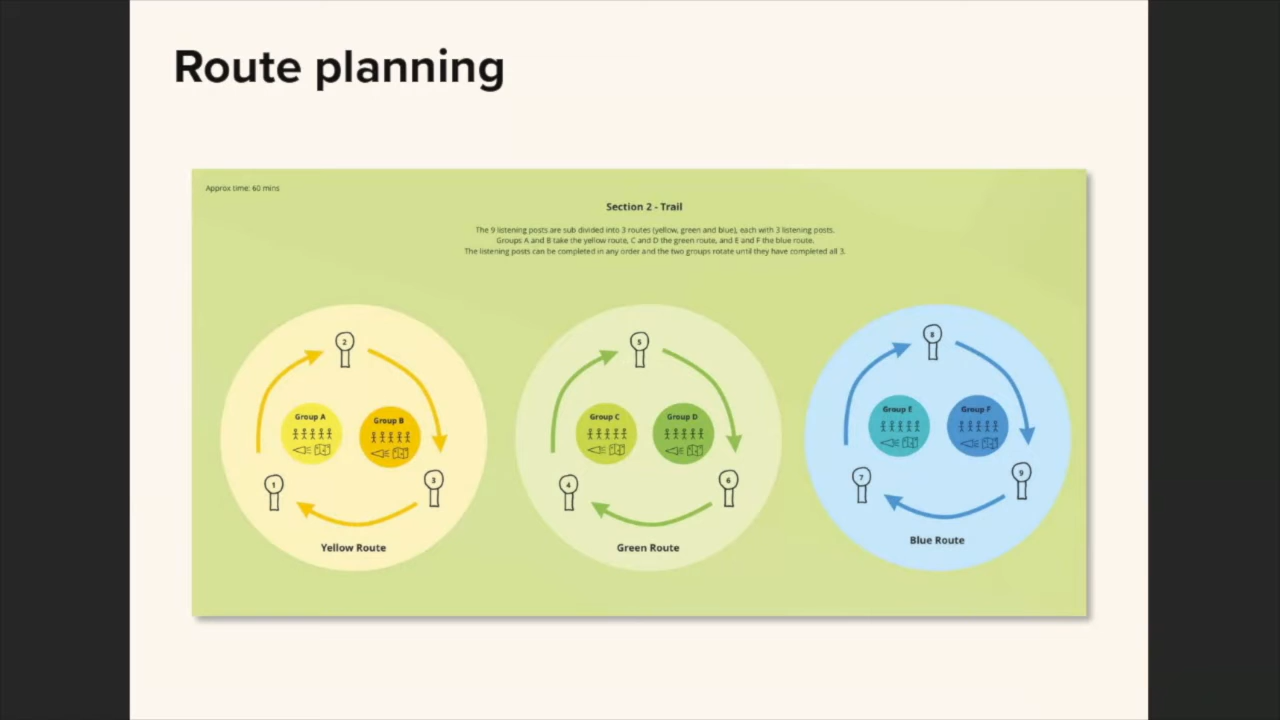 Route planning
Approx time: 60 mins
Section 2 - Trail
The 9 listening posts are sub divided into 3 routes (yellow, green and blue), each with 3 listening posts.
Groups A and B take the yellow route, C and D the green route, and E and F the blue route.
The listening posts can be completed in any order and the two groups rotate until they have completed all 3.
2
Group A
Group B
1
3
Yellow Route
5
Group C
Group D
4
6
Green Route
8
Group E
Group F
7
9
Blue Route